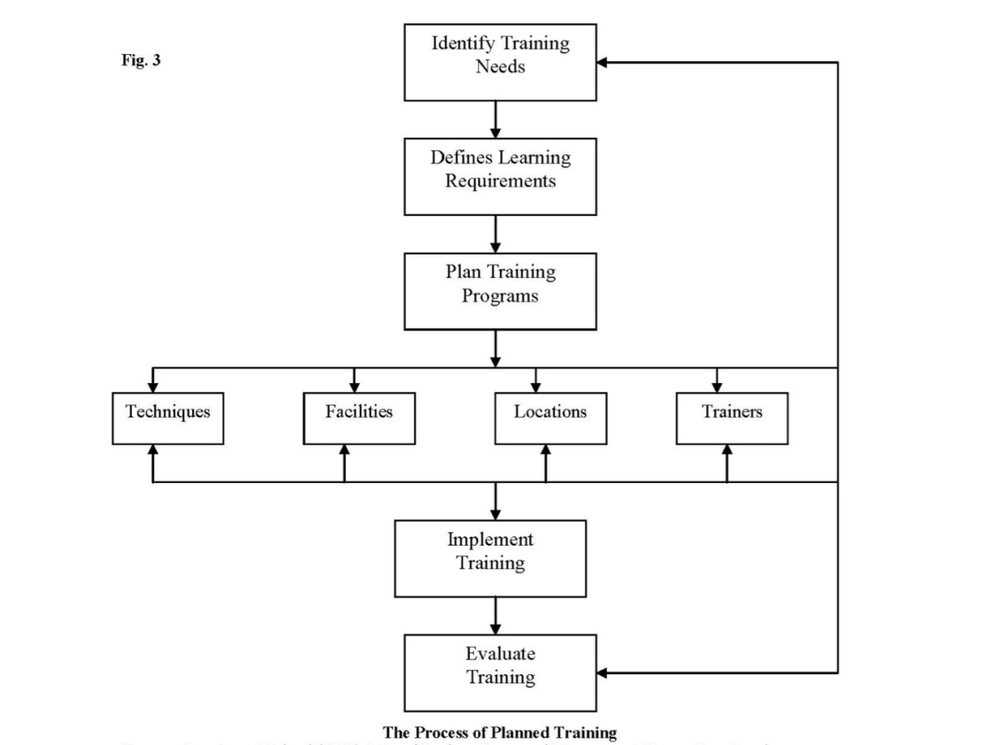 Fig. 3
Identify Training
Needs
Defines Learning
Requirements
Plan Training
Programs
Techniques
Facilities
Locations
Trainers
Implement
Training
Evaluate
Training
The Process of Planned Training